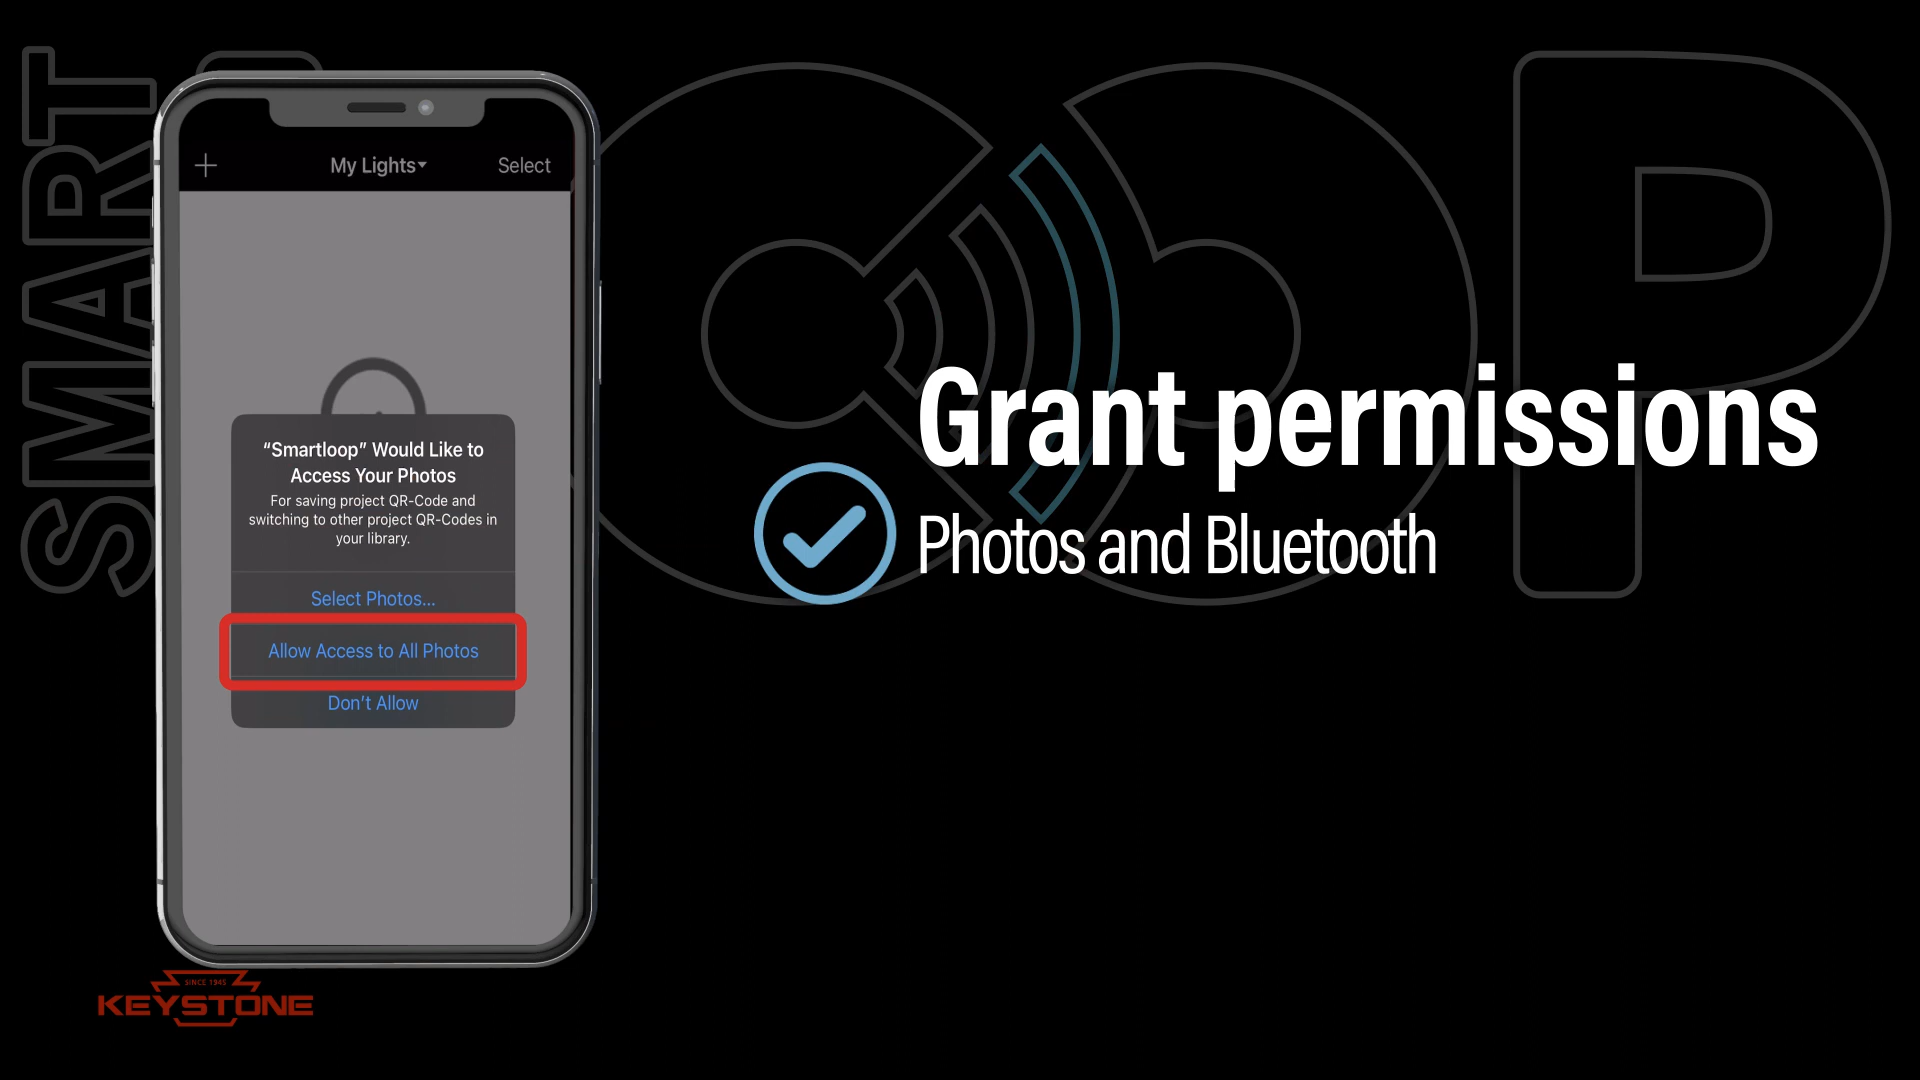 SMART
LOOP
My Lights
Select
“Smartloop” Would Like to
Access Your Photos
For saving project QR-Code and
switching to other project QR-Codes in
your library.
Select Photos...
Allow Access to All Photos
Don’t Allow
Grant permissions
Photos and Bluetooth
SINCE 1945
KEYSTONE